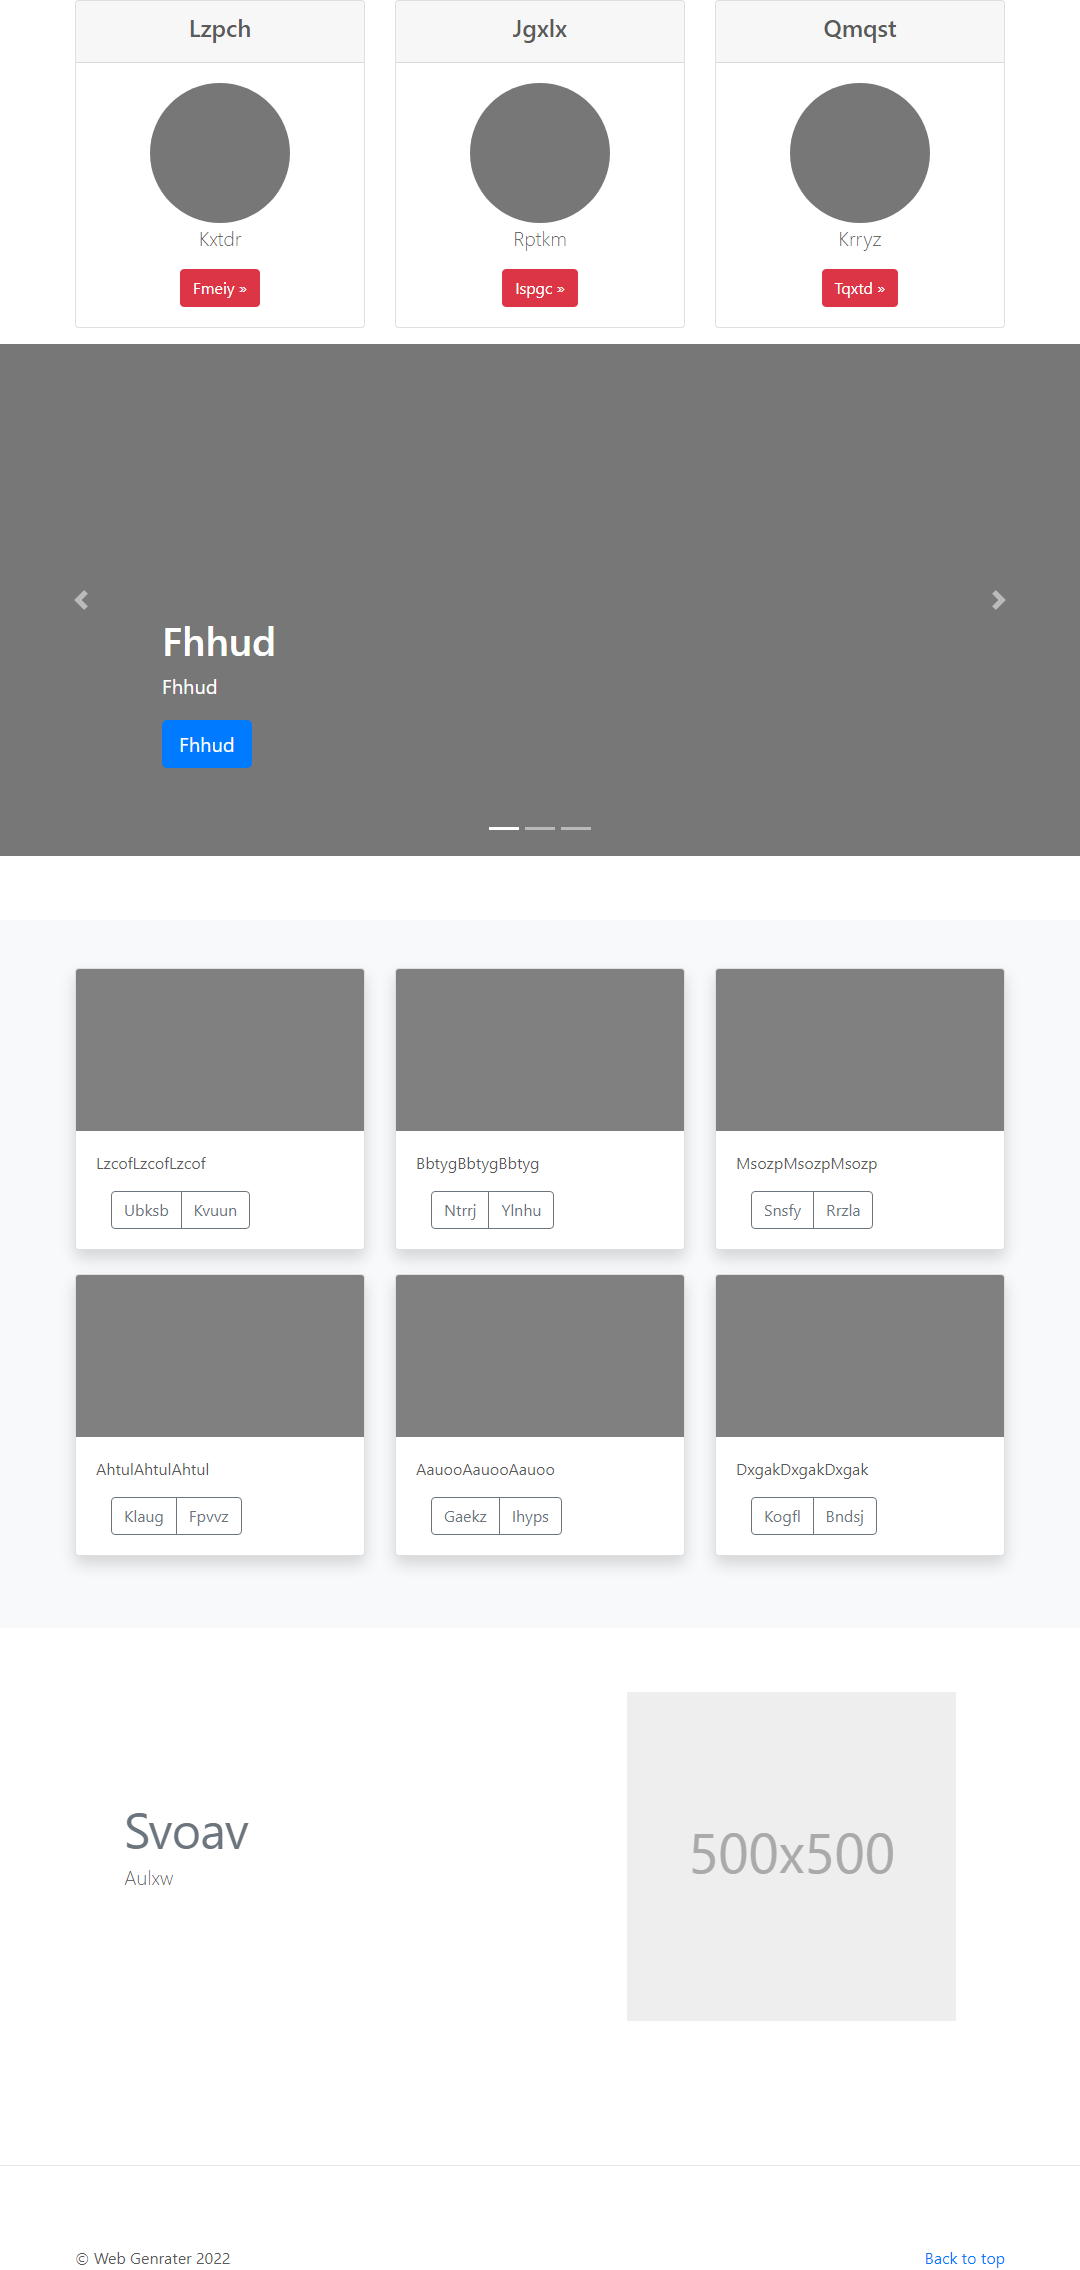 Lzpch Jgxlx Qmqst
Kxtdr Rptkm Krryz
Fmeiy » Ispgc » Tqxtd »
Fhhud
Fhhud
Fhhud
LzcofLzcofLzcof BbtygBbtygBbtyg MsozpMsozpMsozp
Ubksb Kvuun Ntrrj Ylnhu Snsfy Rrzla
AhtulAhtulAhtul AauooAauooAauoo DxgakDxgakDxgak
Klaug Fpvvz Gaekz Ihyps Kogfl Bndsj
500x500
Svoav
Aulxw
© Web Genrater 2022 Back to top